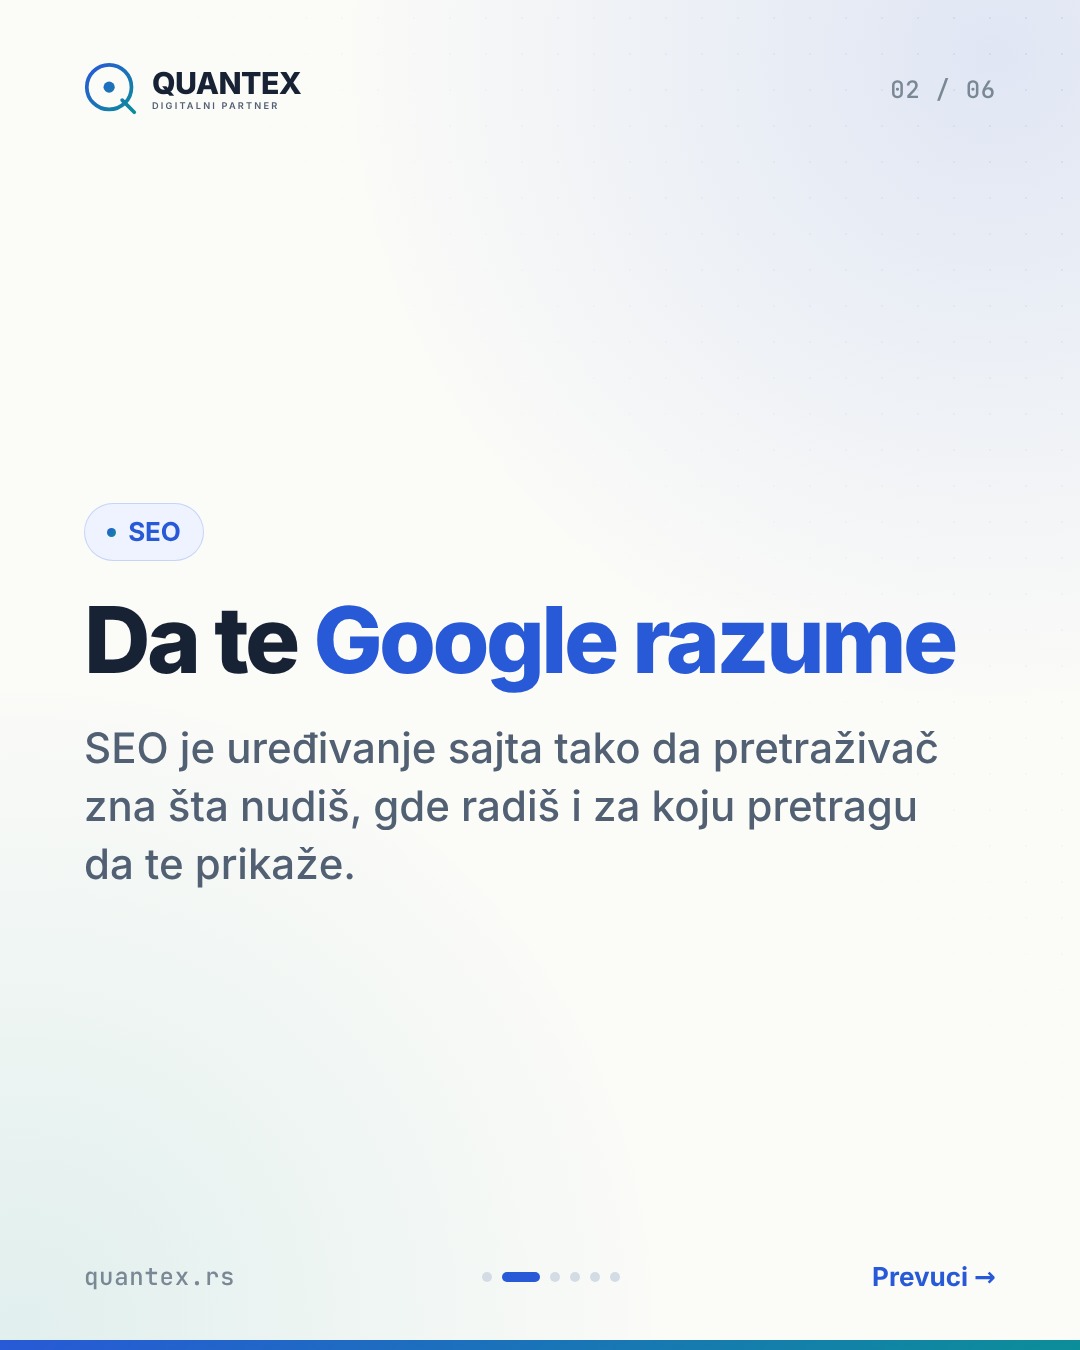 QUANTEX
DIGITALNI PARTNER
02 / 06
SEO
Da te Google razume
SEO je uređivanje sajta tako da pretraživač
zna šta nudiš, gde radiš i za koju pretragu
da te prikaže.
quantex.rs
Prevuci →